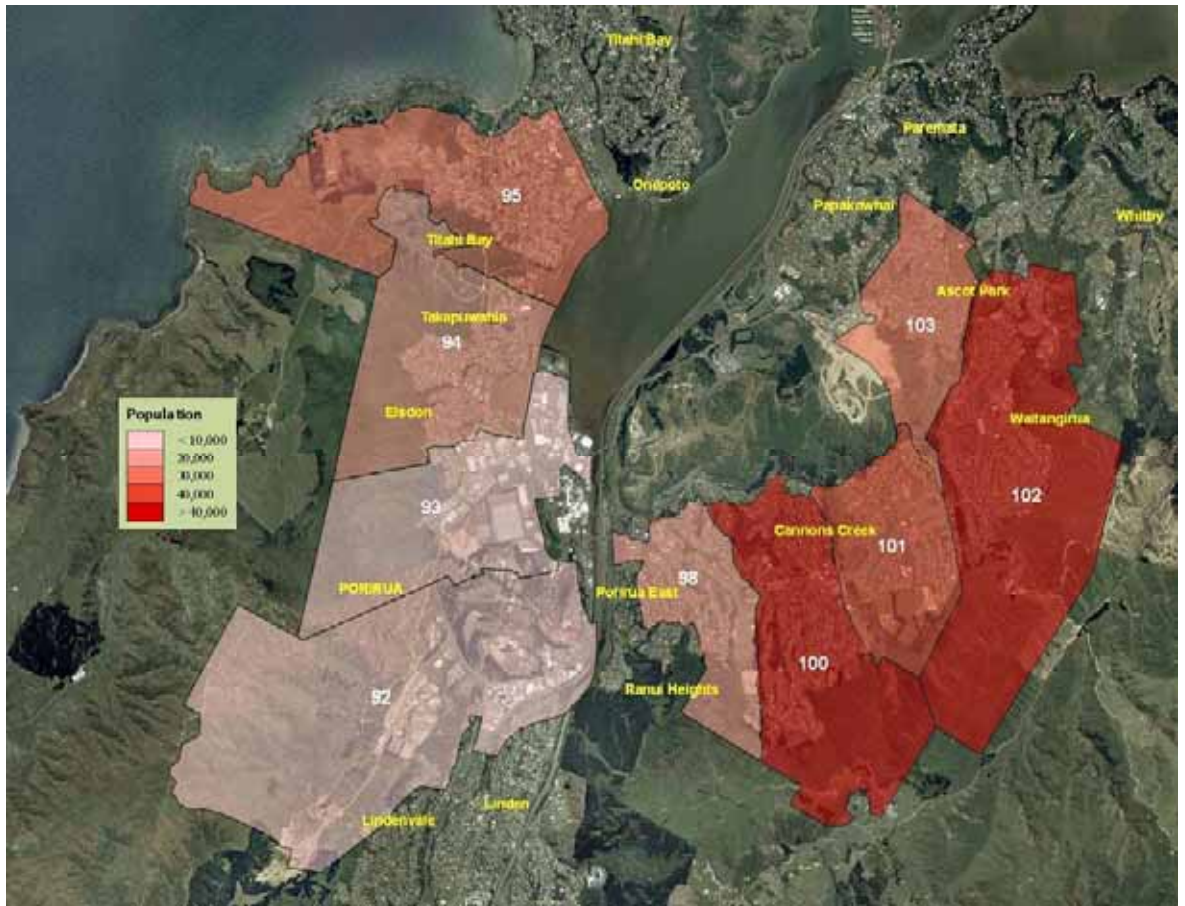 Titahi Bay
Paremata
Onepoto
Papakowhai
Whitby
95
Titahi Bay
Ascot Park
103
Takapuwahia
94
Elsdon
Waitangirua
Population
< 10,000
20,000
30,000
40,000
> 40,000
102
93
Cannons Creek
101
98
PORIRUA
Porirua East
100
Ranui Heights
92
Linden
Lindenvale